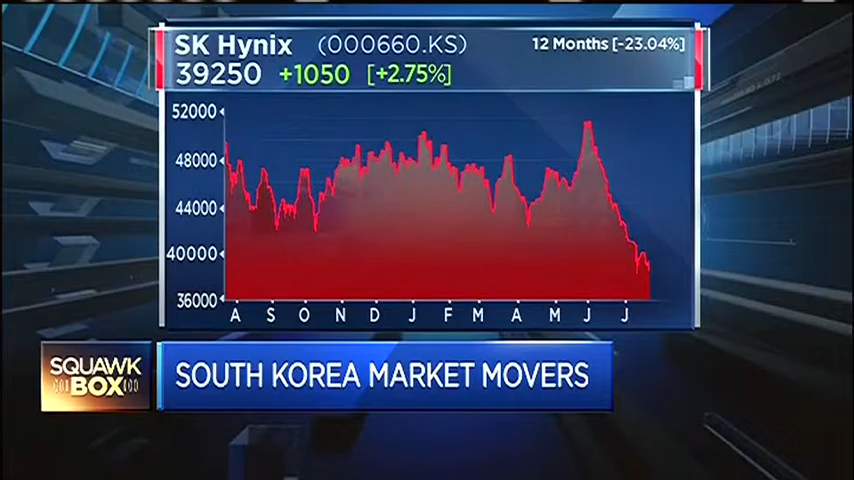 SK Hynix (000660.KS) 12 Months [-23.04%]
39250 +1050 [+2.75%]
52000
48000
44000
40000
36000
A S O N D J F M A M J J
SQUAWK
BOX
SOUTH KOREA MARKET MOVERS